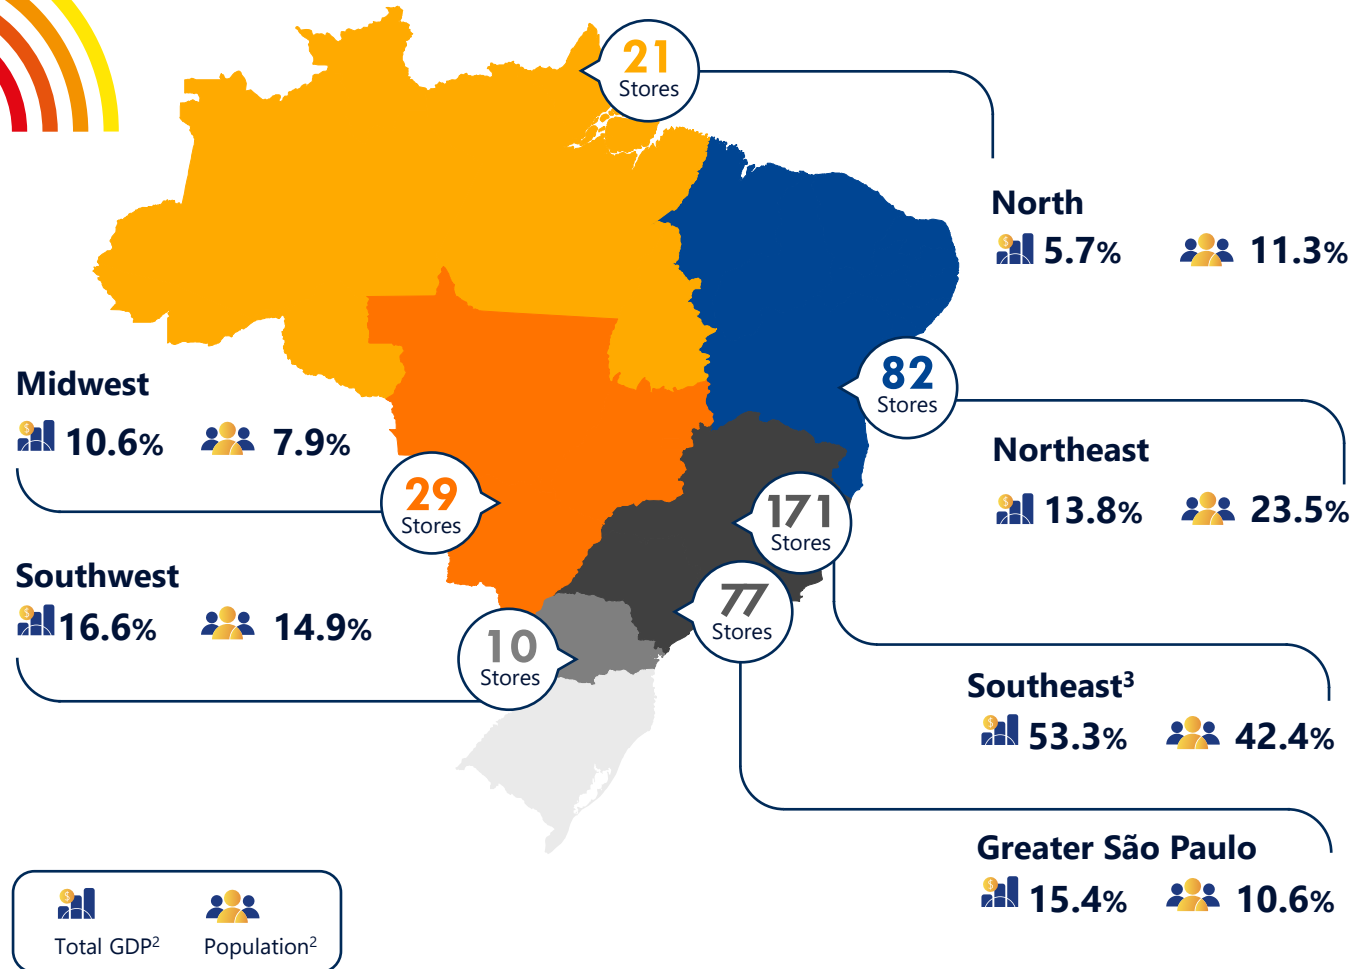 21
Stores
North
5.7%
11.3%
82
Stores
Northeast
13.8%
23.5%
Midwest
10.6%
7.9%
29
Stores
Southwest
16.6%
14.9%
10
Stores
171
Stores
77
Stores
Southeast³
53.3%
42.4%
Greater São Paulo
15.4%
10.6%
Total GDP²
Population²